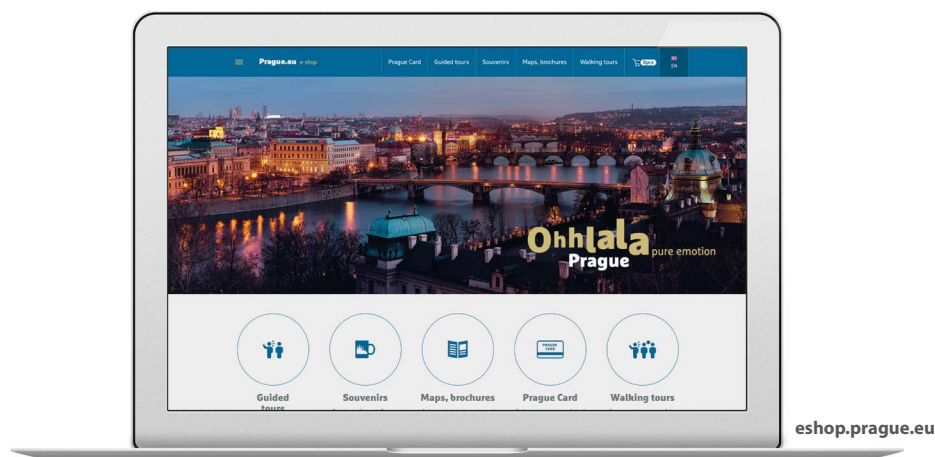 Prague.eu e-shop
Prague Card Guided tours Souvenirs Maps, brochures Walking tours 0pcs EN
Ohhlala
Prague pure emotion
PRAGUE
CARD
Guided Souvenirs Maps, brochures Prague Card Walking tours
tours
eshop.prague.eu